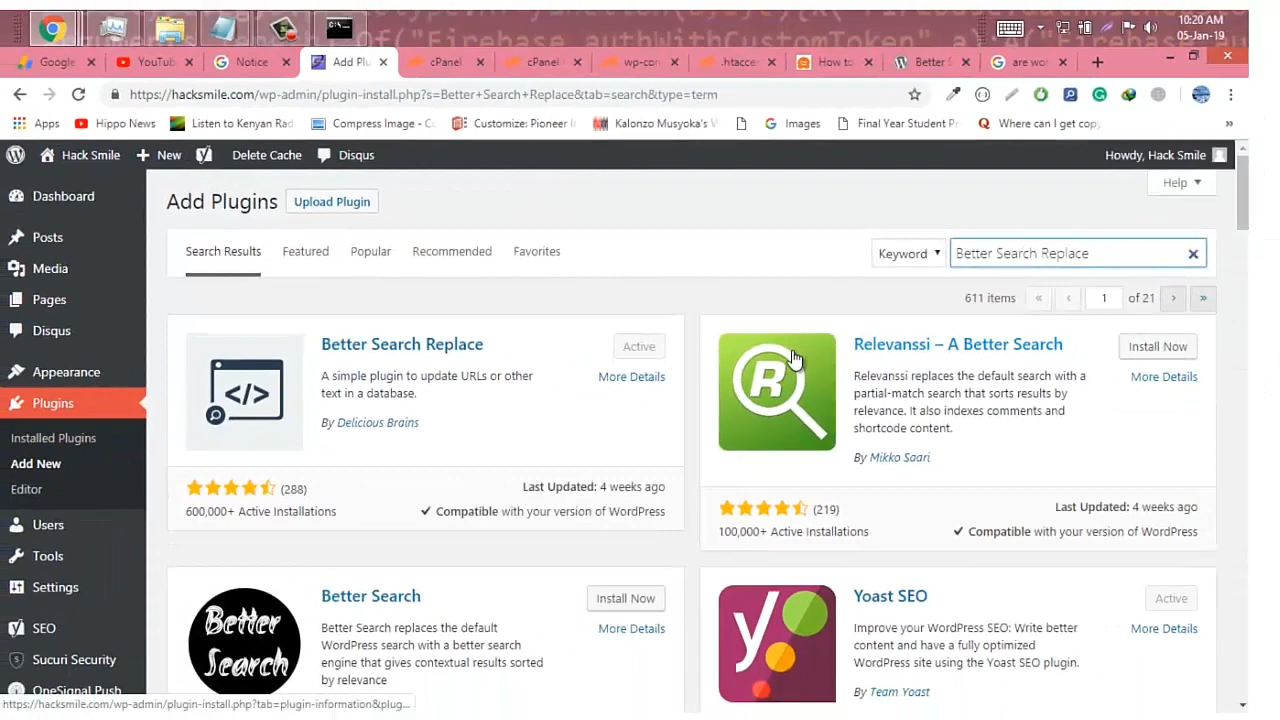 10:20 AM
05-Jan-19
Google
YouTub
Notice
Add Plu
cPanel
cPanel
wp-con
.htacces
How to
Better S
are wor
https://hacksmile.com/wp-admin/plugin-install.php?s=Better+Search+Replace&tab=search&type=term
Apps
Hippo News
Listen to Kenyan Rad
Compress Image - Co
Customize: Pioneer I
Kalonzo Musyoka's V
Images
Final Year Student Pr
Where can I get copy
»
Hack Smile
New
Delete Cache
Disqus
Howdy, Hack Smile
Dashboard
Posts
Media
Pages
Disqus
Appearance
Plugins
Installed Plugins
Add New
Editor
Users
Tools
Settings
SEO
Sucuri Security
OneSignal Push
Add Plugins
Upload Plugin
Help
Search Results
Featured
Popular
Recommended
Favorites
Keyword
Better Search Replace
611 items
«
‹
1
of 21
›
»
Better Search Replace
Active
A simple plugin to update URLs or other
text in a database.
More Details
By Delicious Brains
(288)
600,000+ Active Installations
Last Updated: 4 weeks ago
Compatible with your version of WordPress
R
Relevanssi – A Better Search
Install Now
Relevanssi replaces the default search with a
partial-match search that sorts results by
relevance. It also indexes comments and
shortcode content.
More Details
By Mikko Saari
(219)
100,000+ Active Installations
Last Updated: 4 weeks ago
Compatible with your version of WordPress
Better
Search
Better Search
Install Now
Better Search replaces the default
WordPress search with a better search
engine that gives contextual results sorted
by relevance
More Details
Yoast SEO
Active
Improve your WordPress SEO: Write better
content and have a fully optimized
WordPress site using the Yoast SEO plugin.
More Details
By Team Yoast
https://hacksmile.com/wp-admin/plugin-install.php?tab=plugin-information&plug...